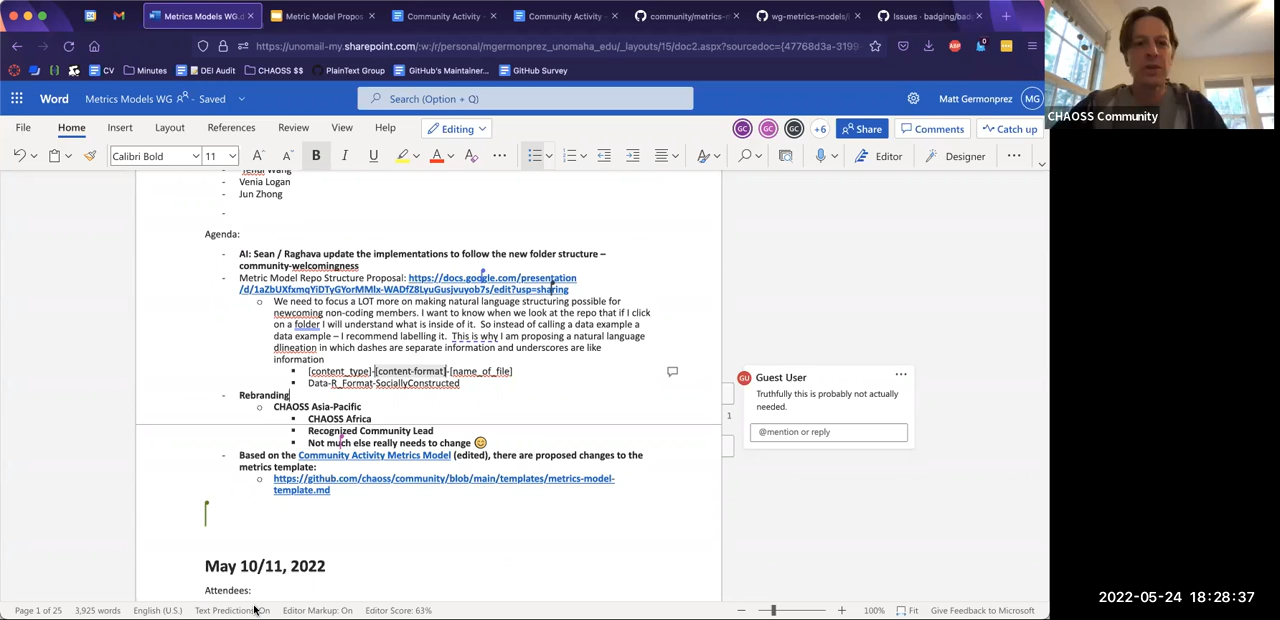 Metrics Models WG.d
Metric Model Propos
Community Activity -
Community Activity -
community/metrics-m
wg-metrics-models/
Issues · badging/bad
https://unomail-my.sharepoint.com/:w:/r/personal/mgermonprez_unomaha_edu/_layouts/15/doc2.aspx?sourcedoc={47768d3a-3199
CV
Minutes
DEI Audit
CHAOSS $$
PlainText Group
GitHub's Maintainer...
GitHub Survey
Word
Metrics Models WG
- Saved
Search (Option + Q)
Matt Germonprez
MG
File
Home
Insert
Layout
References
Review
View
Help
Editing
GC
GC
GC
+6
Share
Comments
Catch up
Calibri Bold
11
B
I
U
Editor
Designer
- Venia Logan
- Jun Zhong
-
Agenda:
- AI: Sean / Raghava update the implementations to follow the new folder structure –
community-welcomingness
- Metric Model Repo Structure Proposal: https://docs.google.com/presentation
/d/1aZbUXfxmqYiDTyGYorMMlx-WADfZ8LyuGusjvuyob7s/edit?usp=sharing
o We need to focus a LOT more on making natural language structuring possible for
newcoming non-coding members. I want to know when we look at the repo that if I click
on a folder I will understand what is inside of it. So instead of calling a data example a
data example – I recommend labelling it. This is why I am proposing a natural language
dlineation in which dashes are separate information and underscores are like
information
[content_type]-[content-format]-[name_of_file]
Data-R_Format-SociallyConstructed
- Rebranding
o CHAOSS Asia-Pacific
CHAOSS Africa
Recognized Community Lead
Not much else really needs to change 😊
- Based on the Community Activity Metrics Model (edited), there are proposed changes to the
metrics template:
o https://github.com/chaoss/community/blob/main/templates/metrics-model-
template.md
May 10/11, 2022
Attendees:
GU
Guest User
Truthfully this is probably not actually
needed.
@mention or reply
1
Page 1 of 25
3,925 words
English (U.S.)
Text Predictions: On
Editor Markup: On
Editor Score: 63%
100%
Fit
Give Feedback to Microsoft
CHAOSS Community
2022-05-24 18:28:37